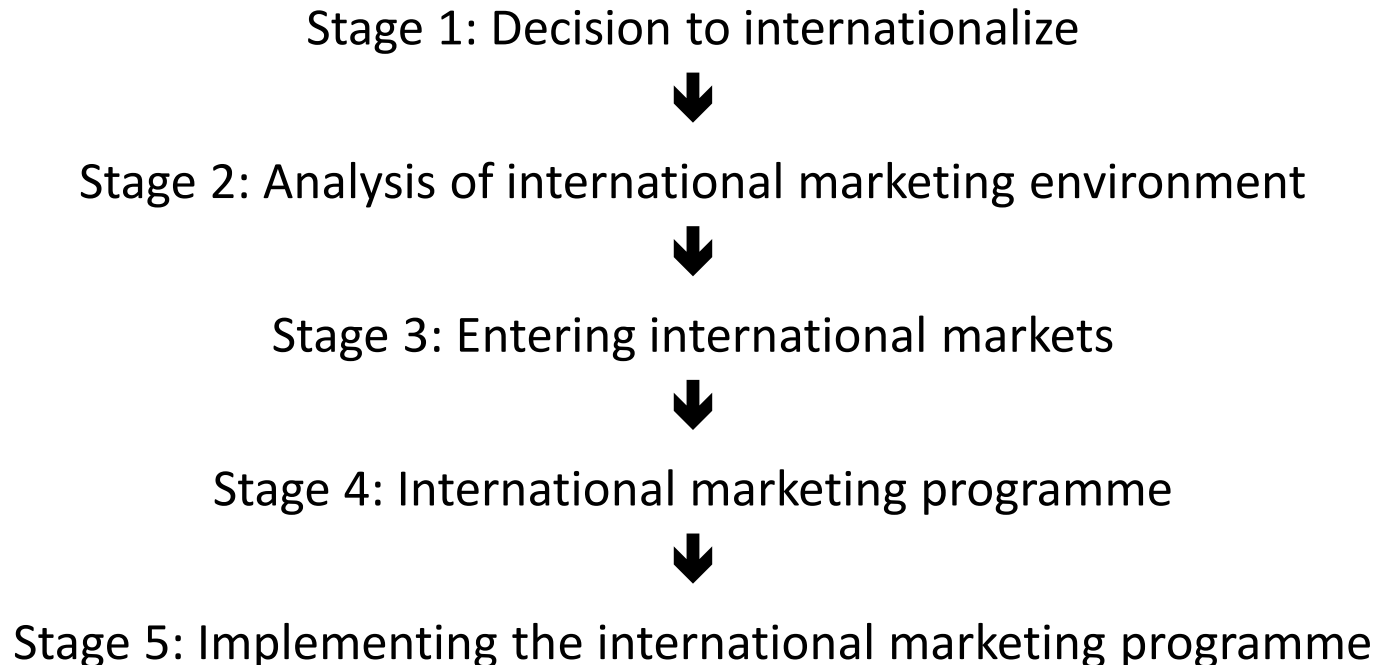 Stage 1: Decision to internationalize
Stage 2: Analysis of international marketing environment
Stage 3: Entering international markets
Stage 4: International marketing programme
Stage 5: Implementing the international marketing programme